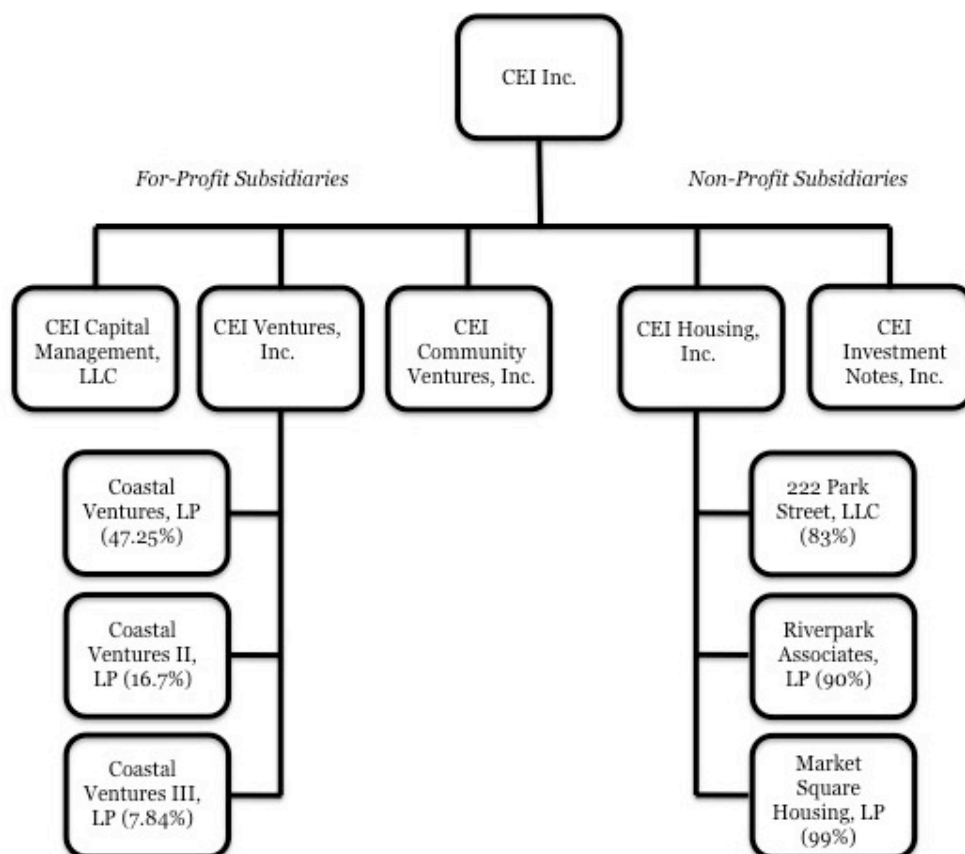 CEI Inc.
For-Profit Subsidiaries
Non-Profit Subsidiaries
CEI Capital
Management,
LLC
CEI Ventures,
Inc.
CEI
Community
Ventures, Inc.
CEI Housing,
Inc.
CEI
Investment
Notes, Inc.
Coastal
Ventures, LP
(47.25%)
222 Park
Street, LLC
(83%)
Coastal
Ventures II,
LP (16.7%)
Riverpark
Associates,
LP (90%)
Coastal
Ventures III,
LP (7.84%)
Market
Square
Housing, LP
(99%)